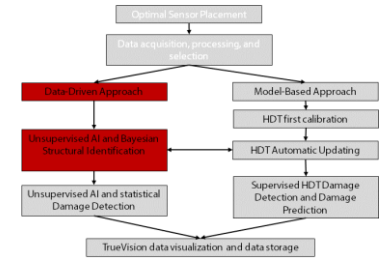 Optimal Sensor Placement
Data acquisition, processing, and
selection
Data-Driven Approach
Model-Based Approach
HDT first calibration
Unsupervised AI and Bayesian
Structural Identification
HDT Automatic Updating
Unsupervised AI and statistical
Damage Detection
Supervised HDT Damage
Detection and Damage
Prediction
TrueVision data visualization and data storage